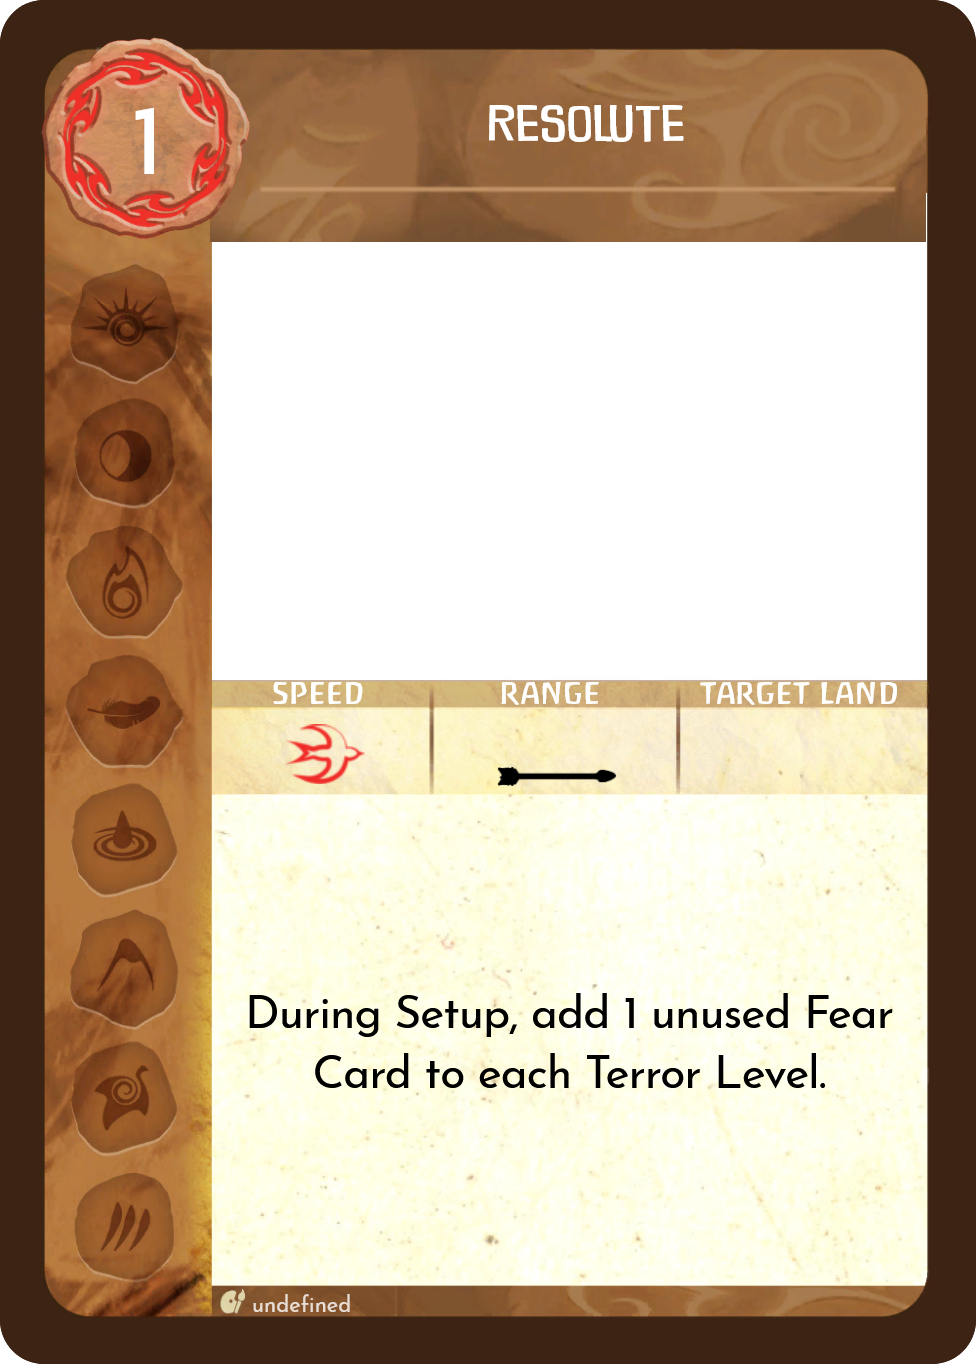 1
RESOLUTE
SPEED RANGE TARGET LAND
During Setup, add 1 unused Fear
Card to each Terror Level.
undefined